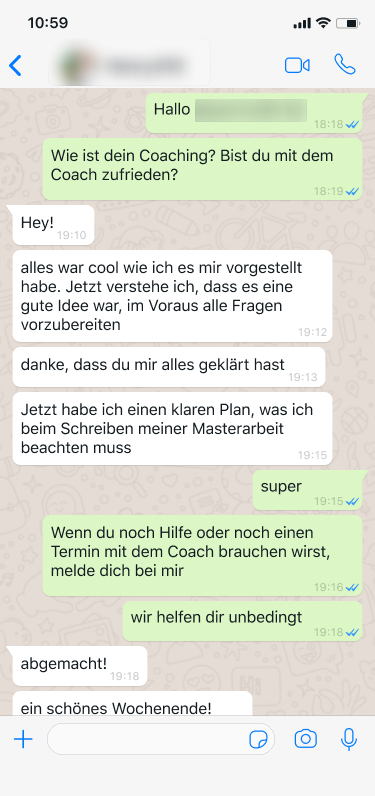 10:59
Hallo
18:18
Wie ist dein Coaching? Bist du mit dem
Coach zufrieden?
18:19
Hey!
19:10
alles war cool wie ich es mir vorgestellt
habe. Jetzt verstehe ich, dass es eine
gute Idee war, im Voraus alle Fragen
vorzubereiten
19:12
danke, dass du mir alles geklärt hast
19:13
Jetzt habe ich einen klaren Plan, was ich
beim Schreiben meiner Masterarbeit
beachten muss
19:15
super
19:15
Wenn du noch Hilfe oder noch einen
Termin mit dem Coach brauchen wirst,
melde dich bei mir
19:16
wir helfen dir unbedingt
19:18
abgemacht!
19:18
ein schönes Wochenende!